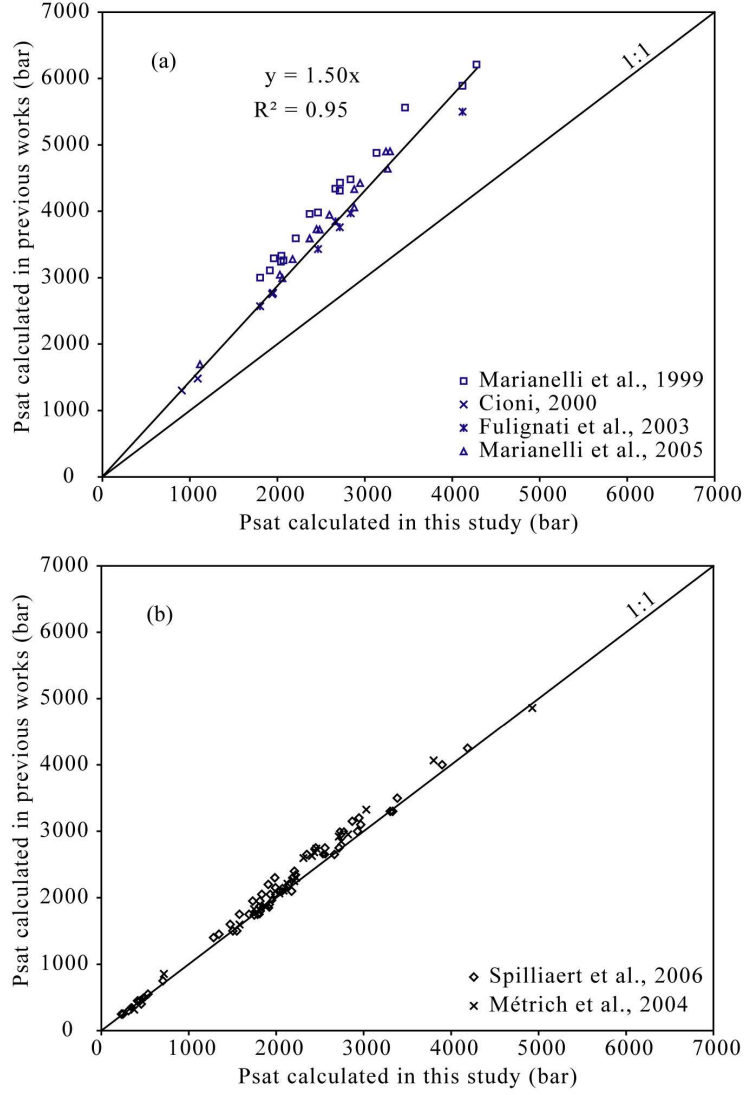 7000
6000
5000
4000
3000
2000
1000
0
Psat calculated in previous works (bar)
(a)
y = 1.50x
R² = 0.95
1:1
Marianelli et al., 1999
Cioni, 2000
Fulignati et al., 2003
Marianelli et al., 2005
0 1000 2000 3000 4000 5000 6000 7000
Psat calculated in this study (bar)
7000
6000
5000
4000
3000
2000
1000
0
Psat calculated in previous works (bar)
(b)
1:1
Spilliaert et al., 2006
Métrich et al., 2004
0 1000 2000 3000 4000 5000 6000 7000
Psat calculated in this study (bar)